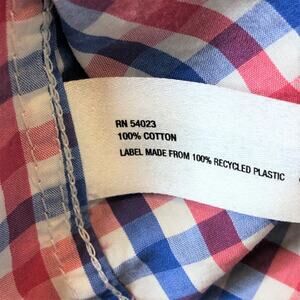 RN 54023
100% COTTON
LABEL MADE FROM 100% RECYCLED PLASTIC